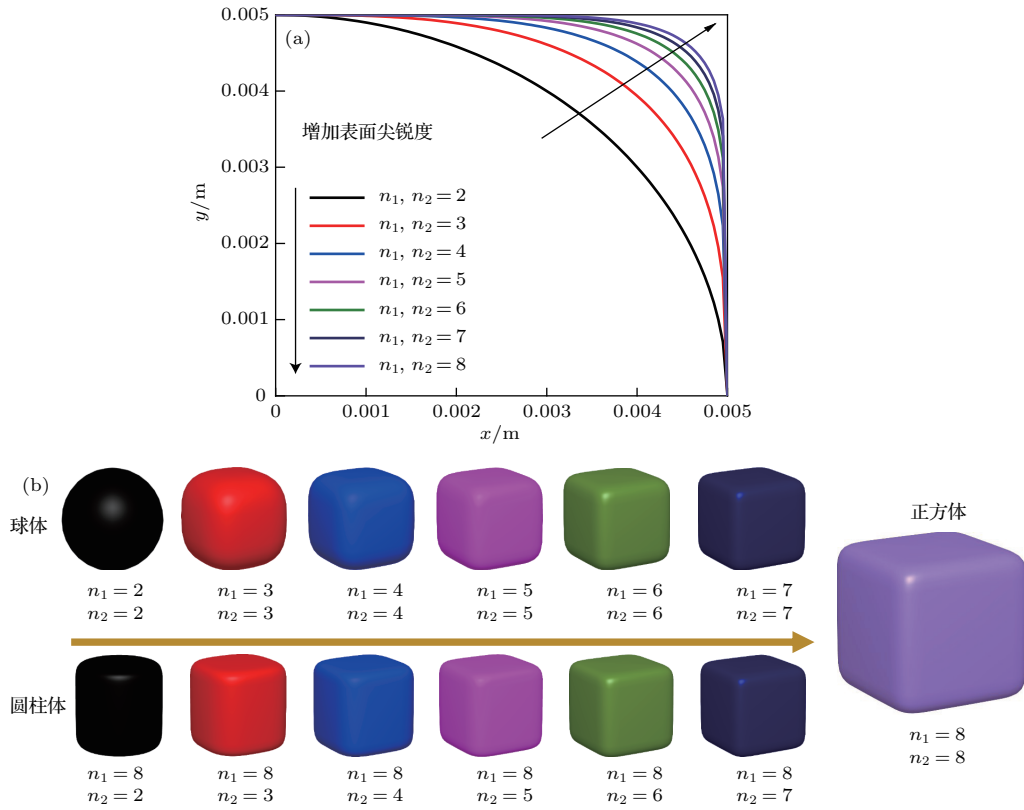 0.005
(a)
0.004
增加表面尖锐度
0.003
y/m
n₁, n₂ = 2
n₁, n₂ = 3
0.002
n₁, n₂ = 4
n₁, n₂ = 5
0.001
n₁, n₂ = 6
n₁, n₂ = 7
n₁, n₂ = 8
0
0 0.001 0.002 0.003 0.004 0.005
x/m
(b)
球体
正方体
n₁ = 2 n₁ = 3 n₁ = 4 n₁ = 5 n₁ = 6 n₁ = 7
n₂ = 2 n₂ = 3 n₂ = 4 n₂ = 5 n₂ = 6 n₂ = 7
圆柱体
n₁ = 8
n₂ = 8
n₁ = 8 n₁ = 8 n₁ = 8 n₁ = 8 n₁ = 8 n₁ = 8
n₂ = 2 n₂ = 3 n₂ = 4 n₂ = 5 n₂ = 6 n₂ = 7